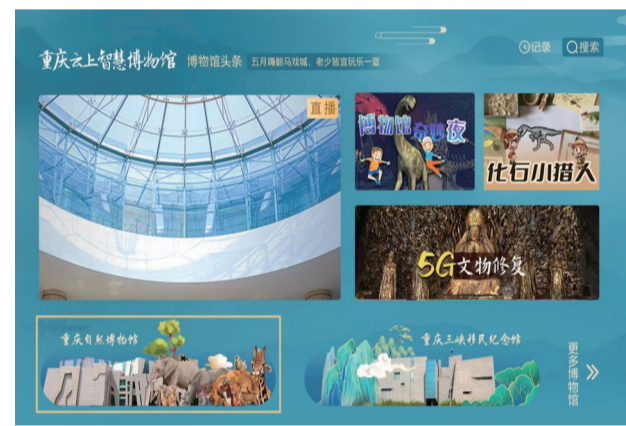 重庆云上智慧博物馆
博物馆头条
五月嗨翻马戏城，老少皆宜玩乐一夏
记录
搜索
直播
博物馆奇妙夜
化石小猎人
5G文物修复
重庆自然博物馆
重庆三峡移民纪念馆
更多博物馆